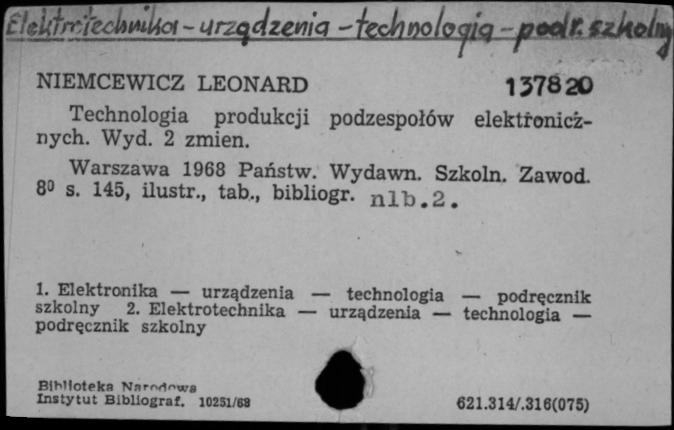 Elektrotechnika - urządzenia - technologia - podr. szkolny
NIEMCEWICZ LEONARD 137820
Technologia produkcji podzespołów elektronicz-
nych. Wyd. 2 zmien.
Warszawa 1968 Państw. Wydawn. Szkoln. Zawod.
8º s. 145, ilustr., tab., bibliogr. nlb.2.
1. Elektronika — urządzenia — technologia — podręcznik
szkolny 2. Elektrotechnika — urządzenia — technologia —
podręcznik szkolny
Biblioteka Narodowa
Instytut Bibliograf. 10251/68
621.314/.316(075)